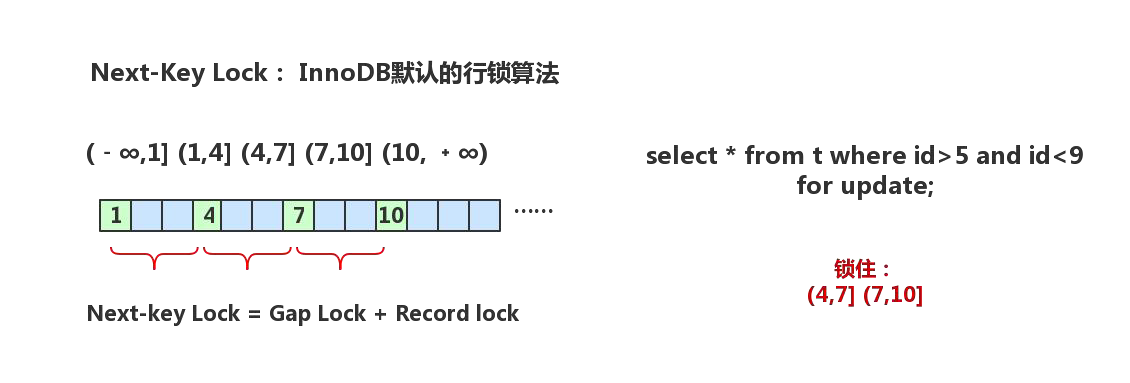 Next-Key Lock： InnoDB默认的行锁算法
(﹣∞,1] (1,4] (4,7] (7,10] (10, ﹢∞)
1 4 7 10 ……
Next-key Lock = Gap Lock + Record lock
select * from t where id>5 and id<9
for update;
锁住：
(4,7] (7,10]